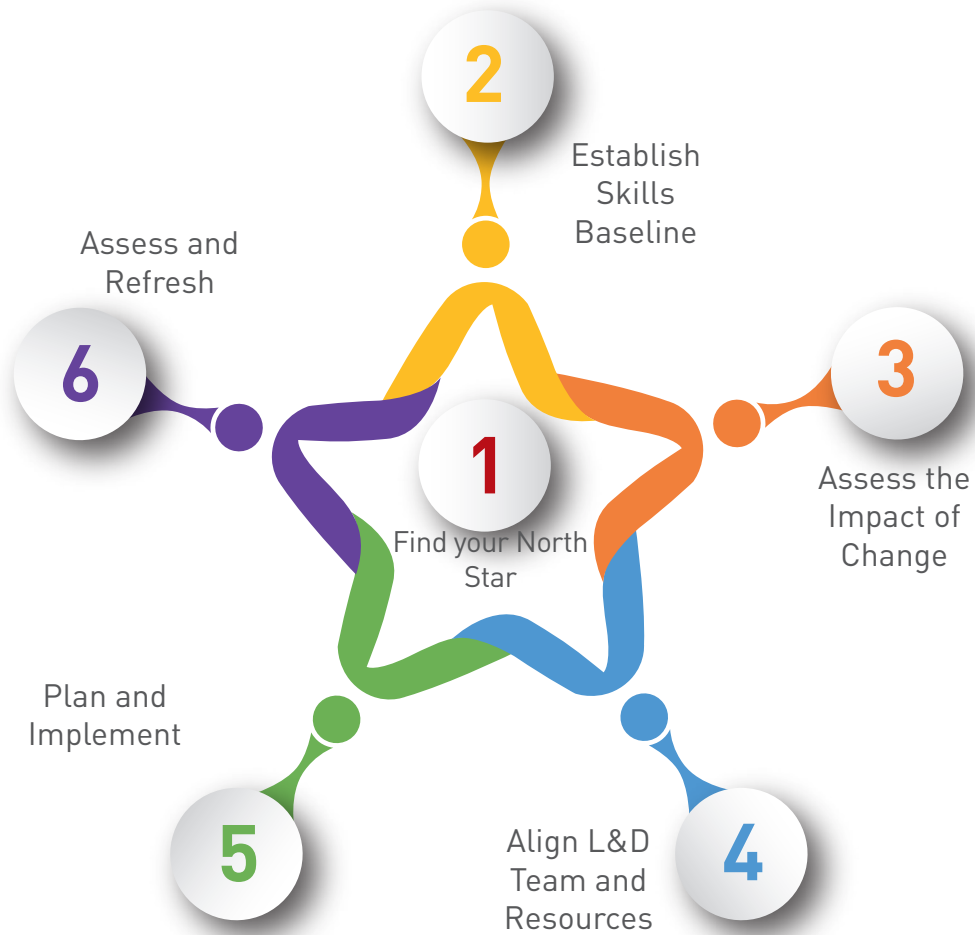 1
Find your North
Star
2
Establish
Skills
Baseline
3
Assess the
Impact of
Change
4
Align L&D
Team and
Resources
5
Plan and
Implement
6
Assess and
Refresh